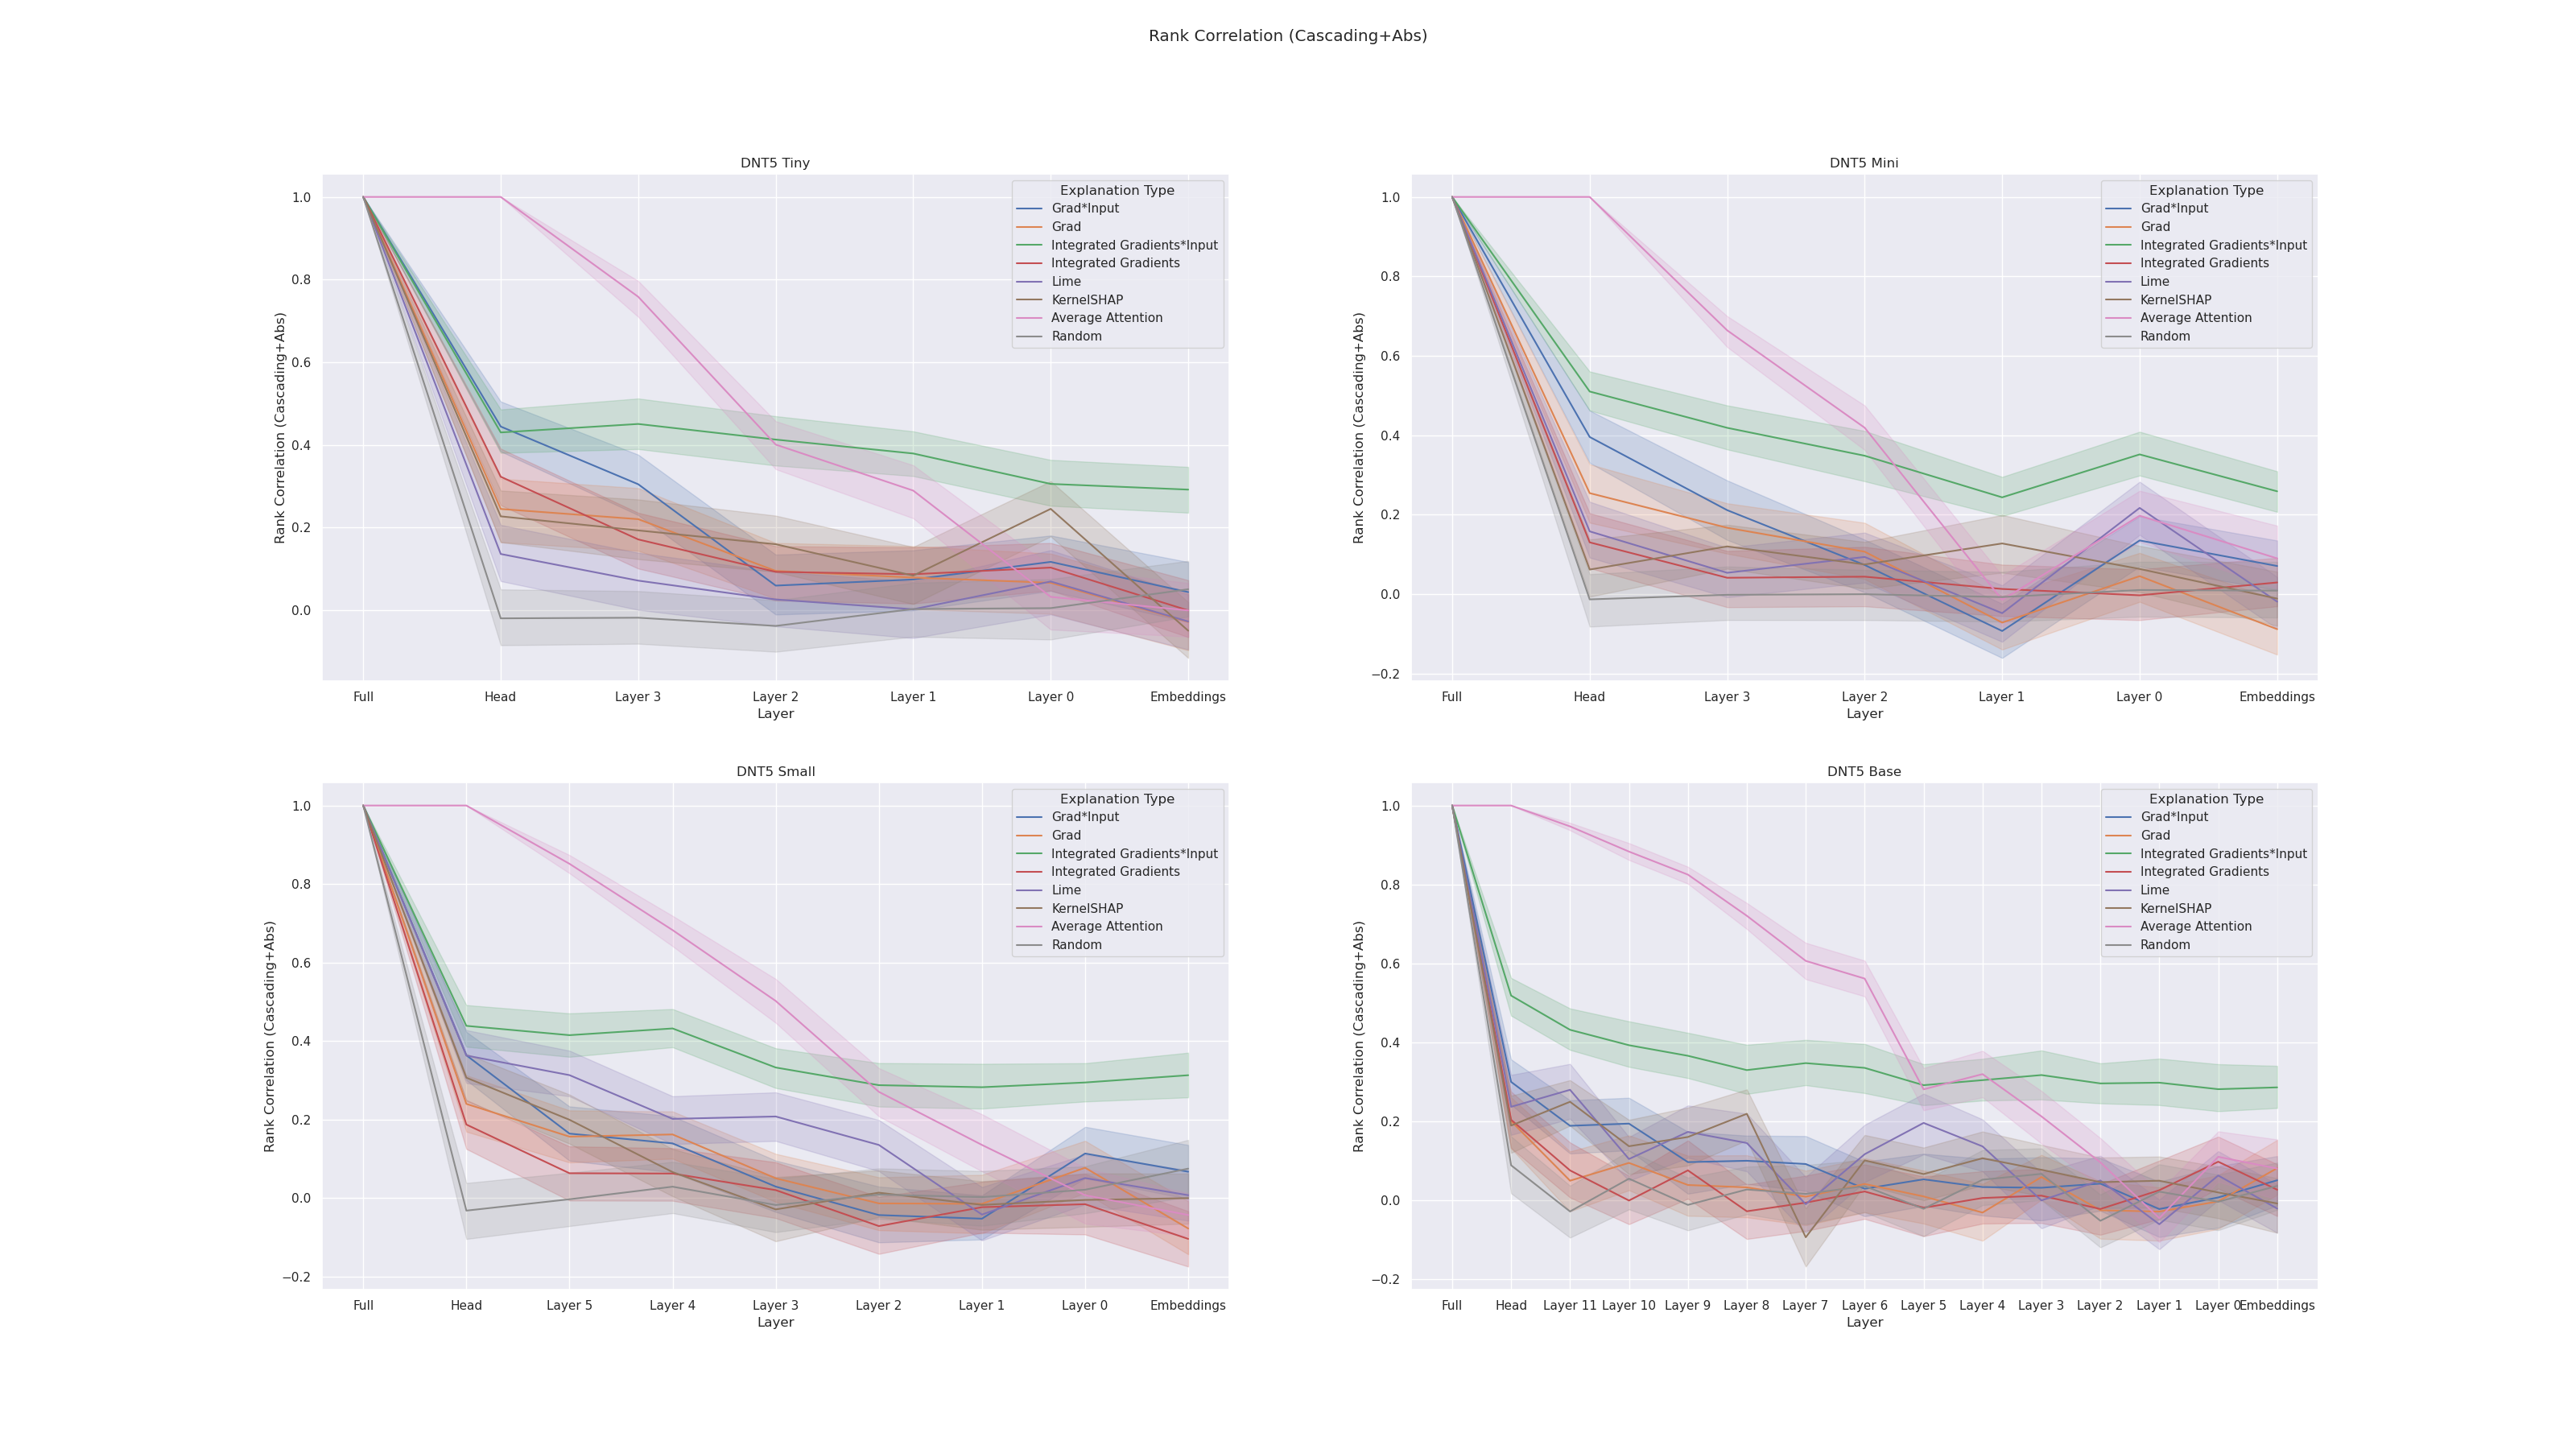 Rank Correlation (Cascading+Abs)
DNT5 Tiny
Rank Correlation (Cascading+Abs)
1.0
0.8
0.6
0.4
0.2
0.0
Explanation Type
Grad*Input
Grad
Integrated Gradients*Input
Integrated Gradients
Lime
KernelSHAP
Average Attention
Random
Full Head Layer 3 Layer 2 Layer 1 Layer 0 Embeddings
Layer
DNT5 Mini
Rank Correlation (Cascading+Abs)
1.0
0.8
0.6
0.4
0.2
0.0
−0.2
Explanation Type
Grad*Input
Grad
Integrated Gradients*Input
Integrated Gradients
Lime
KernelSHAP
Average Attention
Random
Full Head Layer 3 Layer 2 Layer 1 Layer 0 Embeddings
Layer
DNT5 Small
Rank Correlation (Cascading+Abs)
1.0
0.8
0.6
0.4
0.2
0.0
−0.2
Explanation Type
Grad*Input
Grad
Integrated Gradients*Input
Integrated Gradients
Lime
KernelSHAP
Average Attention
Random
Full Head Layer 5 Layer 4 Layer 3 Layer 2 Layer 1 Layer 0 Embeddings
Layer
DNT5 Base
Rank Correlation (Cascading+Abs)
1.0
0.8
0.6
0.4
0.2
0.0
−0.2
Explanation Type
Grad*Input
Grad
Integrated Gradients*Input
Integrated Gradients
Lime
KernelSHAP
Average Attention
Random
Full Head Layer 11 Layer 10 Layer 9 Layer 8 Layer 7 Layer 6 Layer 5 Layer 4 Layer 3 Layer 2 Layer 1 Layer 0 Embeddings
Layer